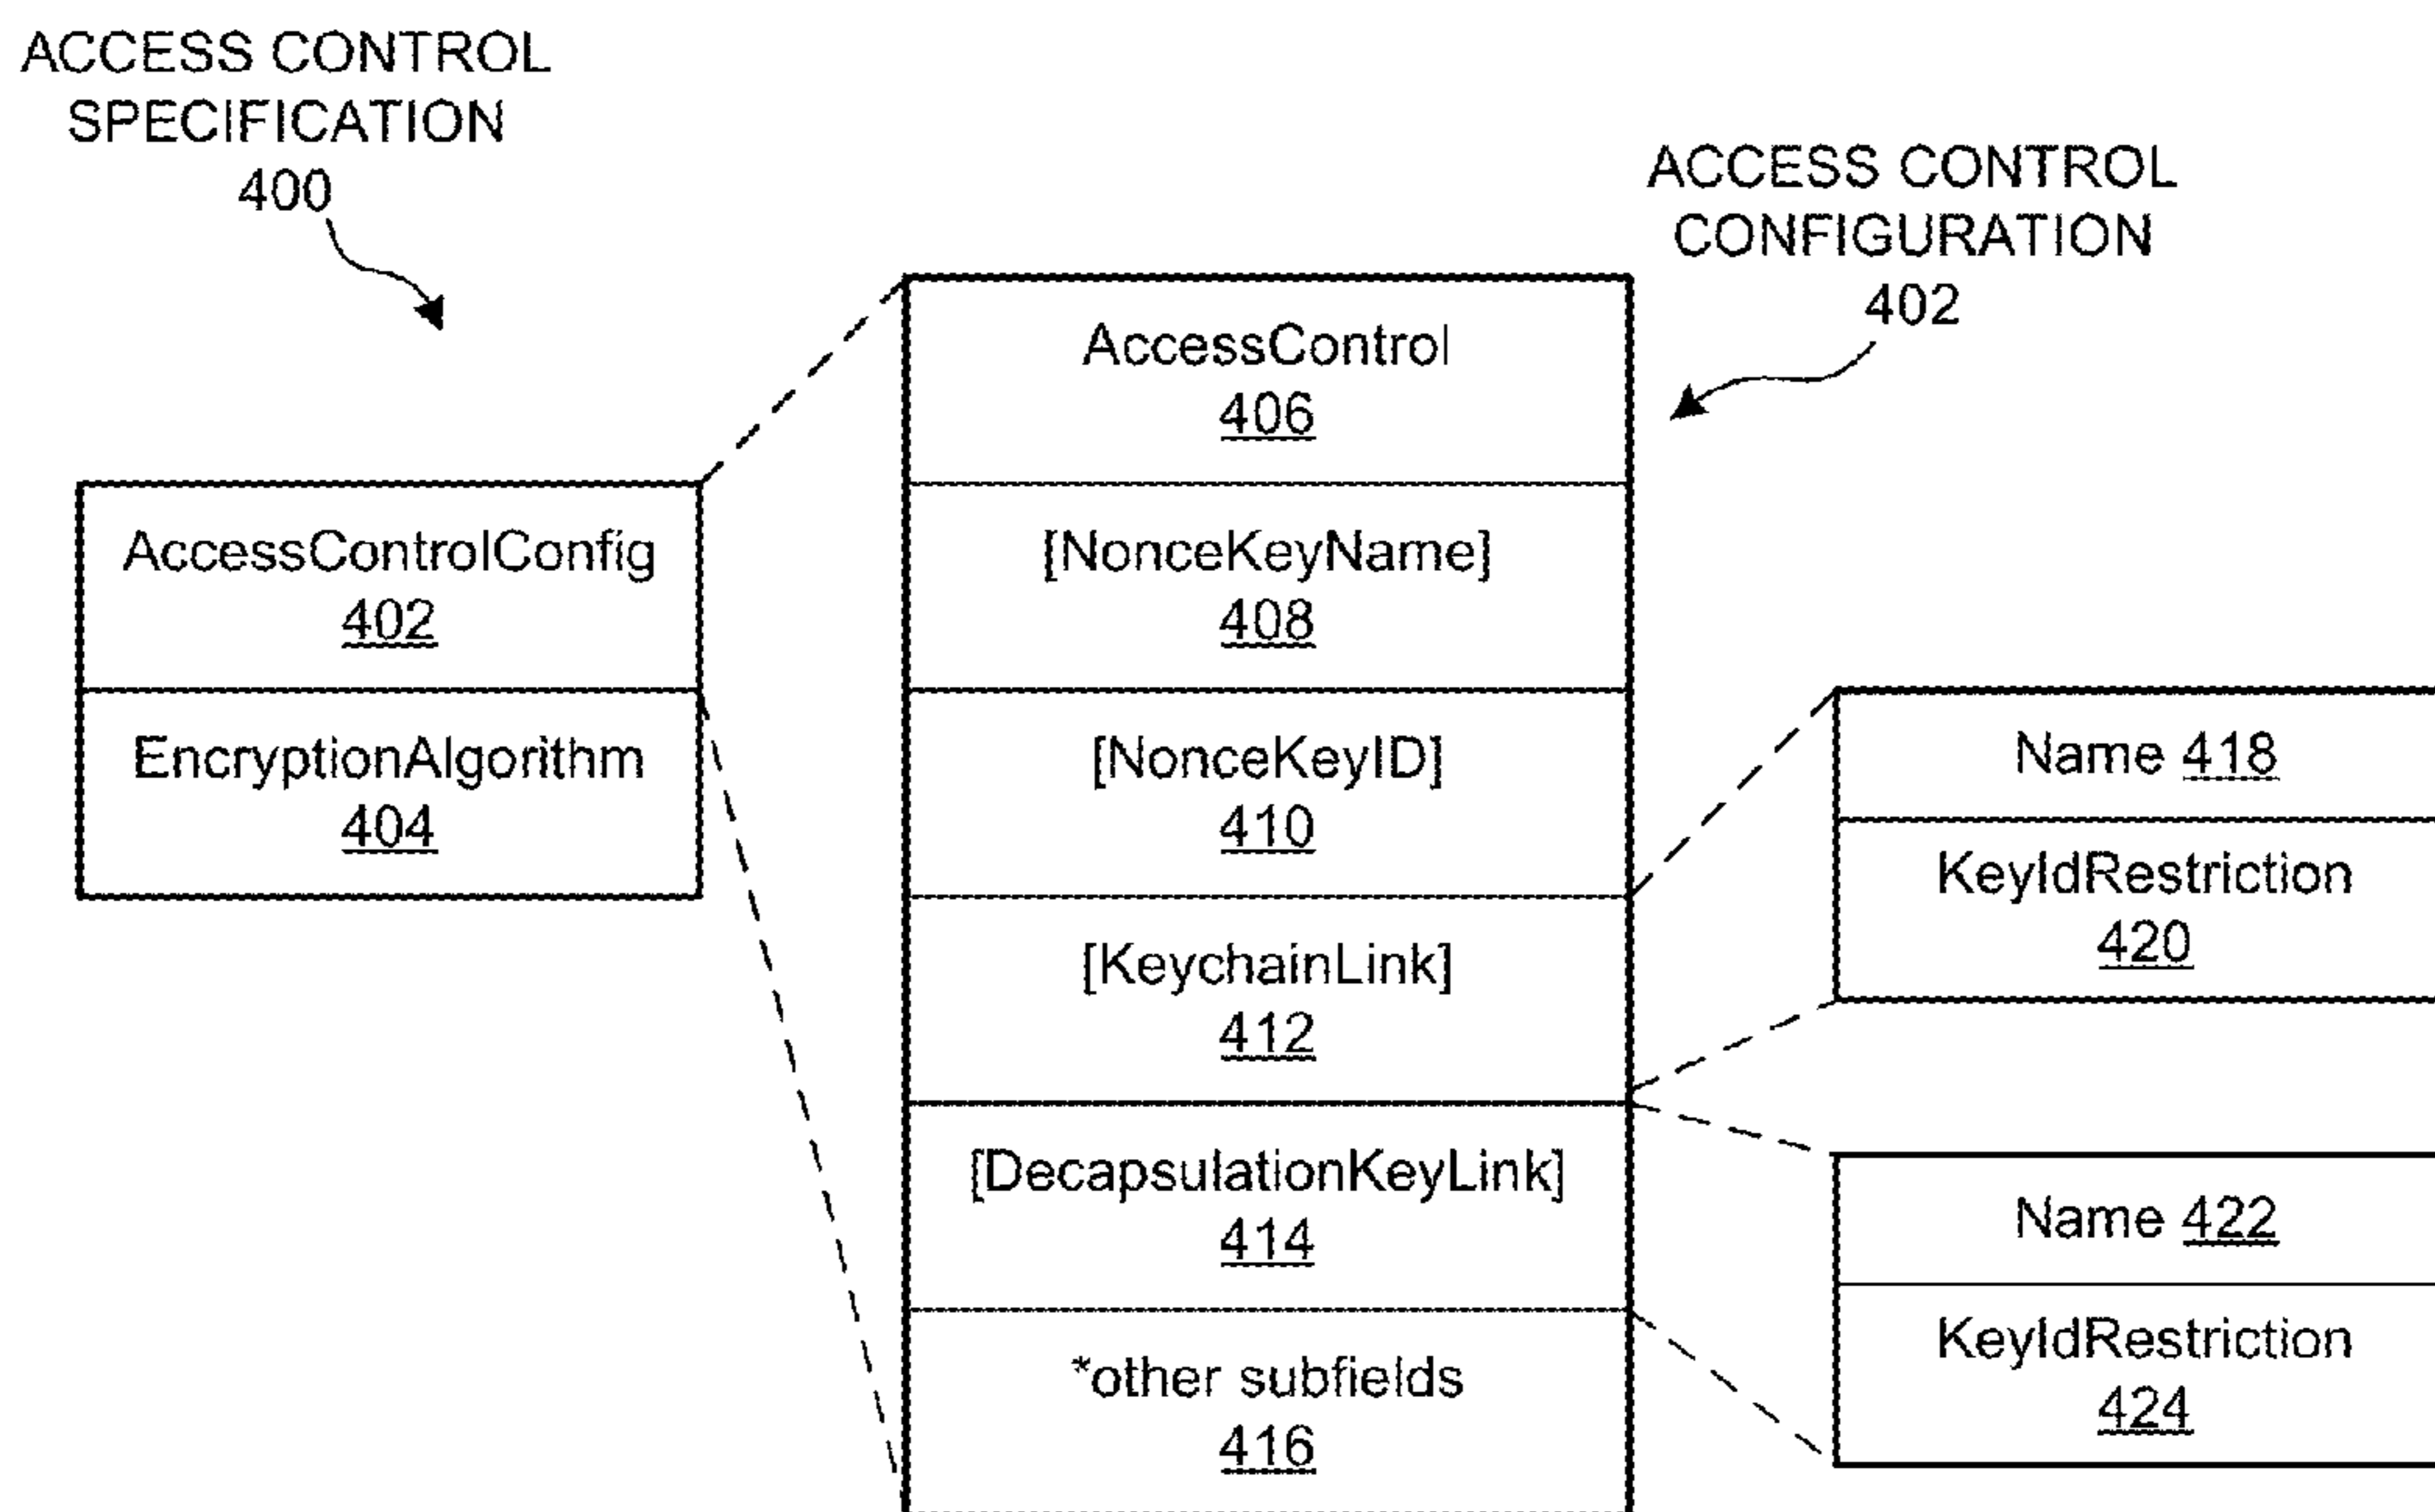 ACCESS CONTROL
SPECIFICATION
400
AccessControlConfig
402
EncryptionAlgorithm
404
ACCESS CONTROL
CONFIGURATION
402
AccessControl
406
[NonceKeyName]
408
[NonceKeyID]
410
[KeychainLink]
412
[DecapsulationKeyLink]
414
*other subfields
416
Name 418
KeyIdRestriction
420
Name 422
KeyIdRestriction
424